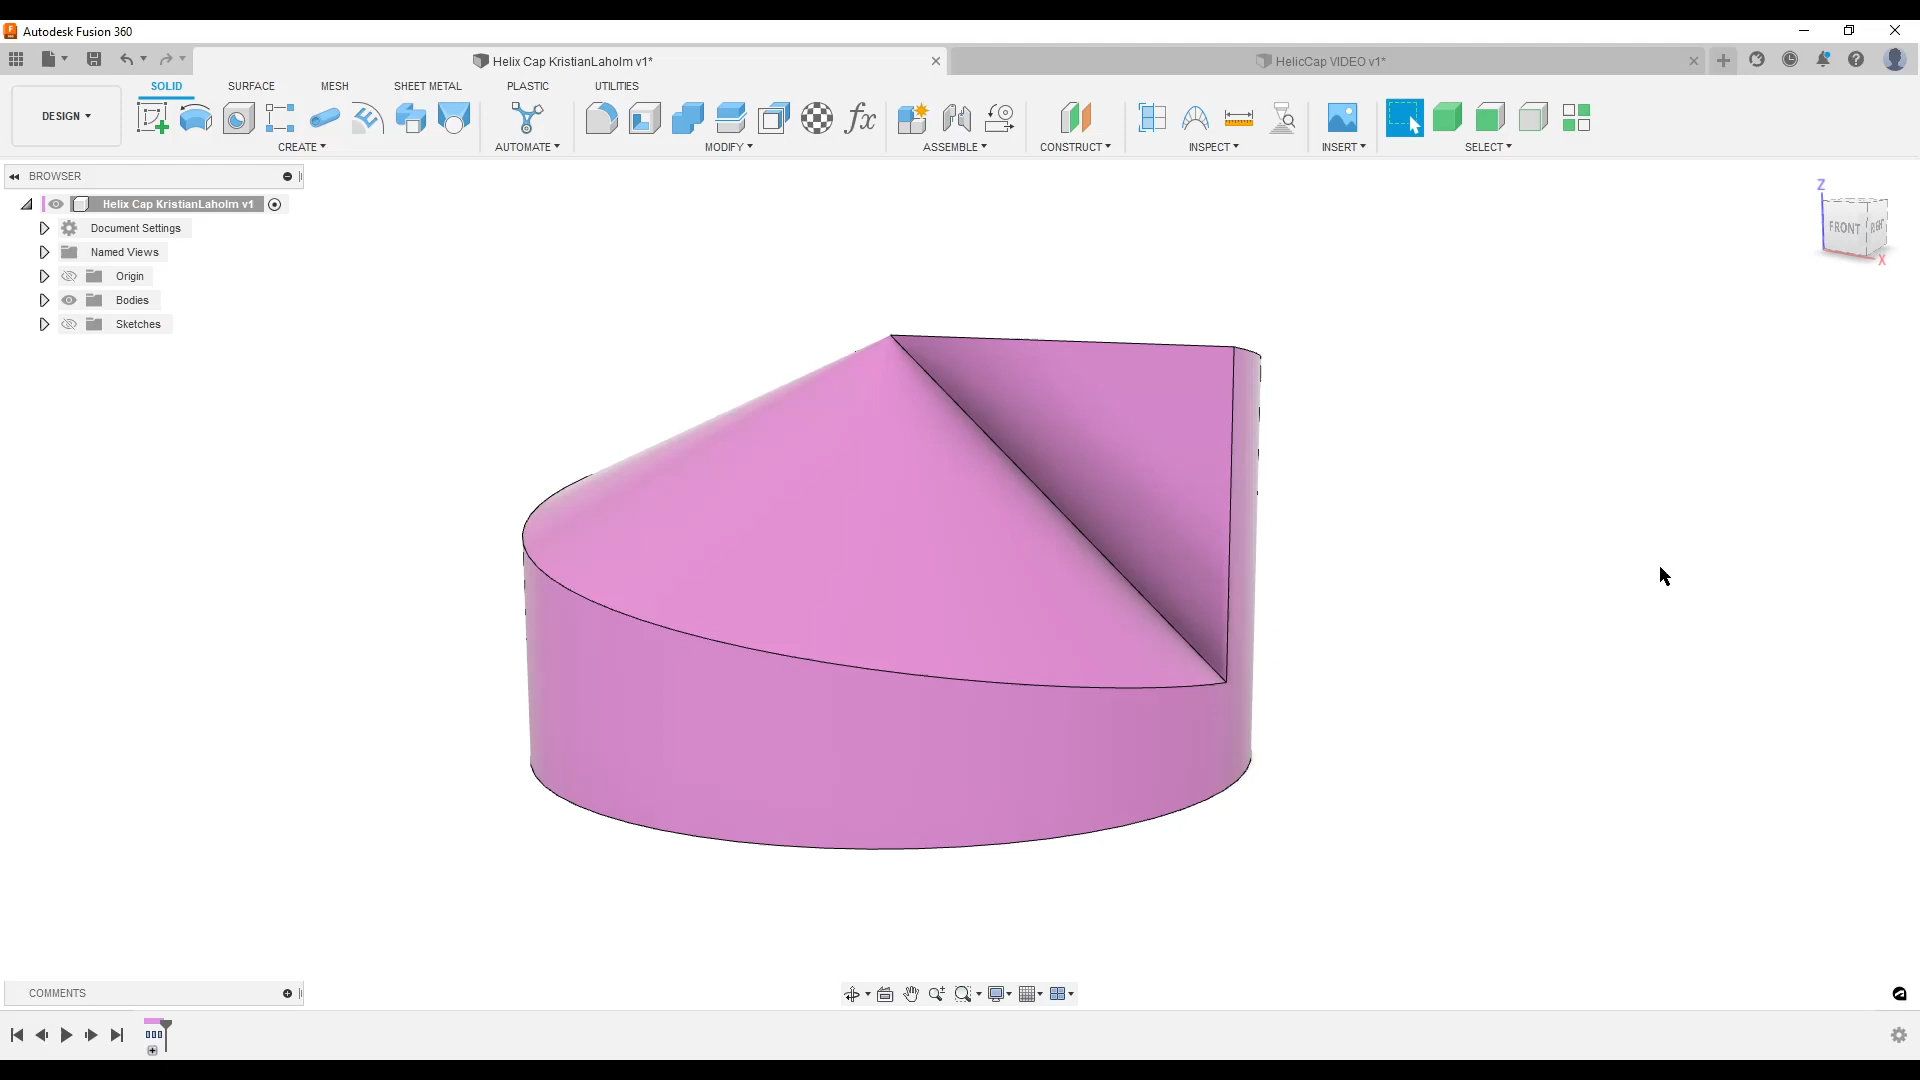 Autodesk Fusion 360
Helix Cap KristianLaholm v1*
HelicCap VIDEO v1*
DESIGN
SOLID
SURFACE
MESH
SHEET METAL
PLASTIC
UTILITIES
CREATE
AUTOMATE
MODIFY
ASSEMBLE
CONSTRUCT
INSPECT
INSERT
SELECT
BROWSER
Helix Cap KristianLaholm v1
Document Settings
Named Views
Origin
Bodies
Sketches
Z
FRONT
RIGHT
X
COMMENTS